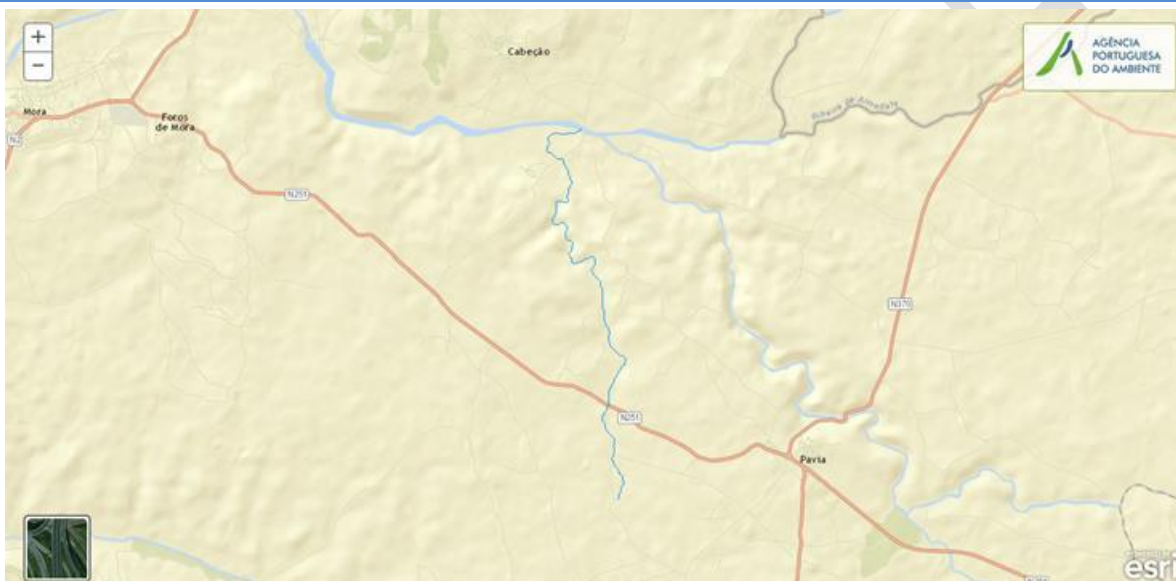 +
−
AGÊNCIA
PORTUGUESA
DO AMBIENTE
Cabeção
Mora
Foros
de Mora
N2
N251
N370
N251
Pavia
esri